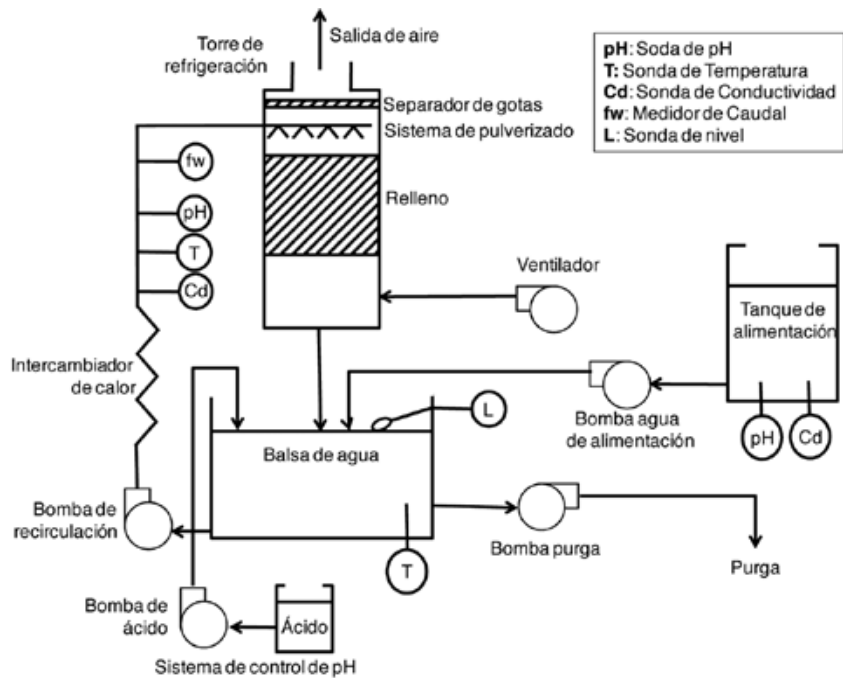 Torre de
refrigeración
Salida de aire
pH: Soda de pH
T: Sonda de Temperatura
Cd: Sonda de Conductividad
fw: Medidor de Caudal
L: Sonda de nivel
Separador de gotas
Sistema de pulverizado
fw
Relleno
pH
T
Cd
Ventilador
Tanque de
alimentación
Intercambiador
de calor
L
Bomba agua
de alimentación
pH
Cd
Balsa de agua
Bomba de
recirculación
Bomba purga
T
Purga
Bomba de
ácido
Ácido
Sistema de control de pH